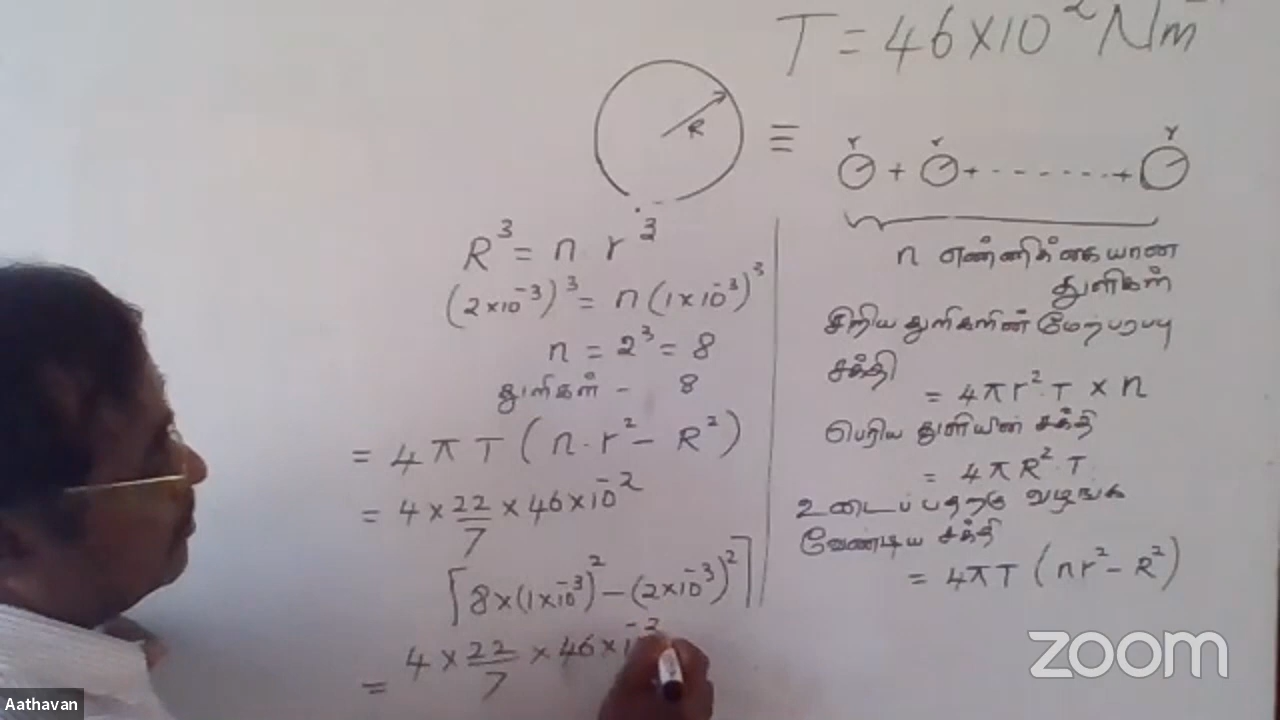 T = 46×10⁻² Nm⁻
R
≡
r r r
+ + - - - - - - +
R³ = n r³
(2×10⁻³)³ = n(1×10⁻³)³
n = 2³ = 8
துளிகள் - 8
= 4πT(n.r² - R²)
= 4 × 22/7 × 46×10⁻²
[8×(1×10⁻³)² - (2×10⁻³)²]
= 4 × 22/7 × 46×1
n எண்ணிக்கையான
துளிகள்
சிறிய துளிகளின் மேற்பரப்பு
சக்தி
= 4πr².T × n
பெரிய துளியின் சக்தி
= 4πR².T
உடைப்பதற்கு வழங்க
வேண்டிய சக்தி
= 4πT(nr² - R²)
zoom
Aathavan